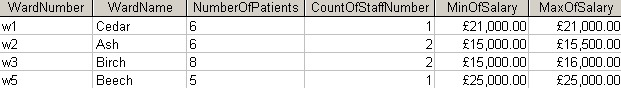 WardNumber WardName NumberOfPatients CountOfStaffNumber MinOfSalary MaxOfSalary
w1 Cedar 6 1 £21,000.00 £21,000.00
w2 Ash 6 2 £15,000.00 £15,500.00
w3 Birch 8 2 £15,000.00 £16,000.00
w5 Beech 5 1 £25,000.00 £25,000.00